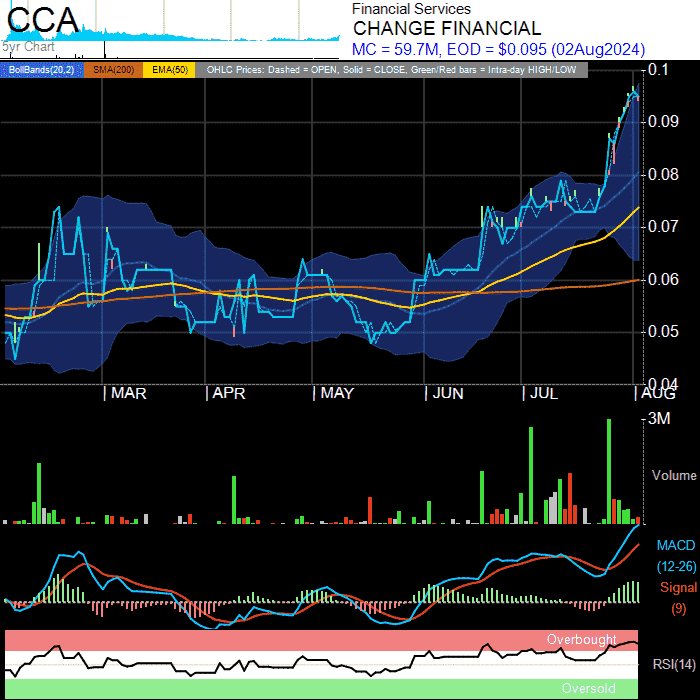 CCA
5yr Chart
Financial Services
CHANGE FINANCIAL
MC = 59.7M, EOD = $0.095 (02Aug2024)
BollBands(20,2) SMA(200) EMA(50) OHLC Prices: Dashed = OPEN, Solid = CLOSE, Green/Red bars = Intra-day HIGH/LOW
0.1
0.09
0.08
0.07
0.06
0.05
0.04
MAR APR MAY JUN JUL AUG
3M
Volume
MACD
(12-26)
Signal
(9)
Overbought
RSI(14)
Oversold